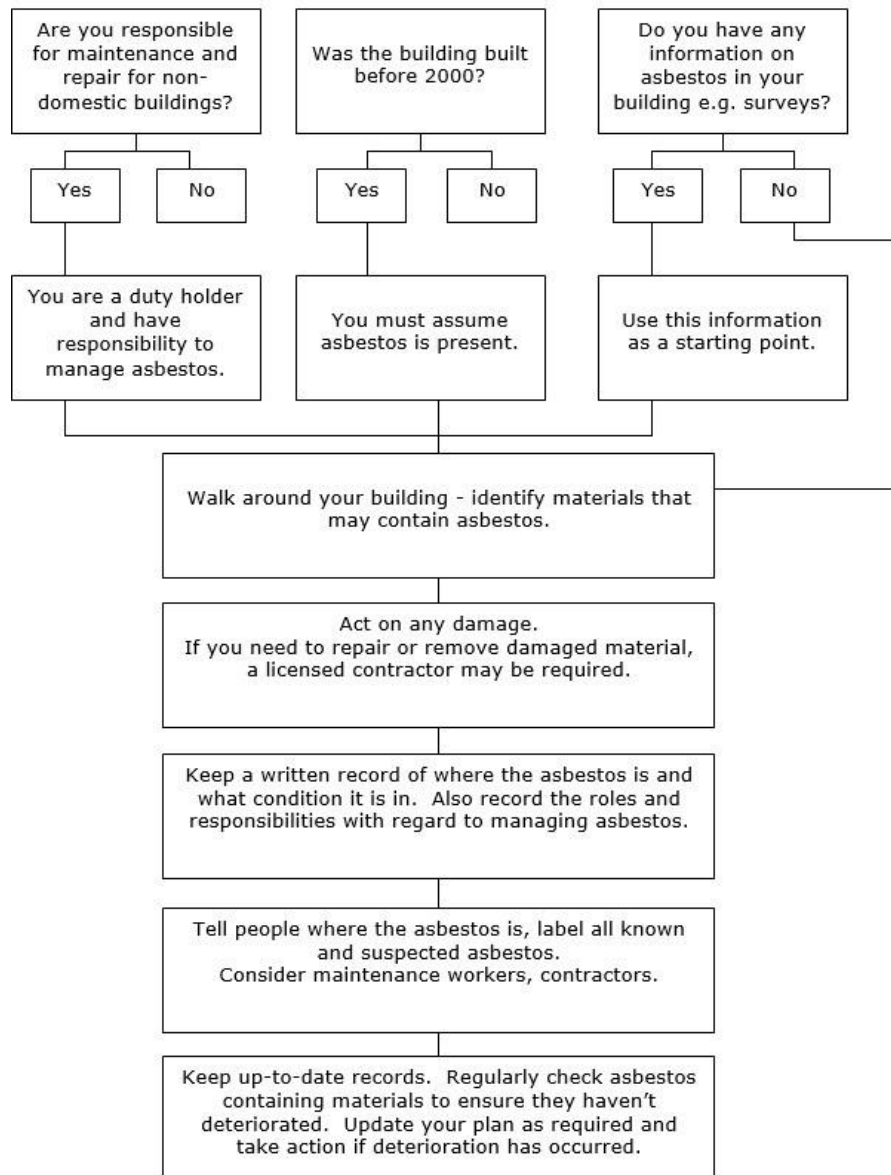 Are you responsible
for maintenance and
repair for non-
domestic buildings?
Was the building built
before 2000?
Do you have any
information on
asbestos in your
building e.g. surveys?
Yes
No
Yes
No
Yes
No
You are a duty holder
and have
responsibility to
manage asbestos.
You must assume
asbestos is present.
Use this information
as a starting point.
Walk around your building - identify materials that
may contain asbestos.
Act on any damage.
If you need to repair or remove damaged material,
a licensed contractor may be required.
Keep a written record of where the asbestos is and
what condition it is in.  Also record the roles and
responsibilities with regard to managing asbestos.
Tell people where the asbestos is, label all known
and suspected asbestos.
Consider maintenance workers, contractors.
Keep up-to-date records.  Regularly check asbestos
containing materials to ensure they haven’t
deteriorated.  Update your plan as required and
take action if deterioration has occurred.